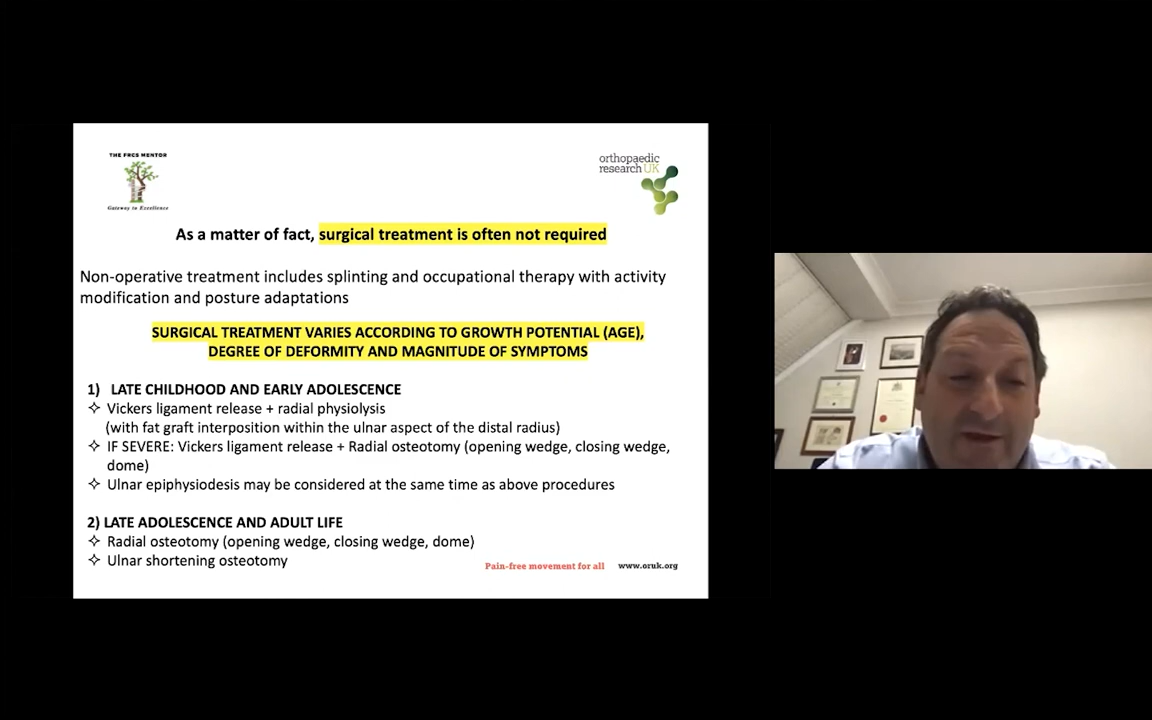 THE FRCS MENTOR
Gateway to Excellence
orthopaedic
research UK
As a matter of fact, surgical treatment is often not required
Non-operative treatment includes splinting and occupational therapy with activity
modification and posture adaptations
SURGICAL TREATMENT VARIES ACCORDING TO GROWTH POTENTIAL (AGE),
DEGREE OF DEFORMITY AND MAGNITUDE OF SYMPTOMS
1) LATE CHILDHOOD AND EARLY ADOLESCENCE
✧ Vickers ligament release + radial physiolysis
(with fat graft interposition within the ulnar aspect of the distal radius)
✧ IF SEVERE: Vickers ligament release + Radial osteotomy (opening wedge, closing wedge,
dome)
✧ Ulnar epiphysiodesis may be considered at the same time as above procedures
2) LATE ADOLESCENCE AND ADULT LIFE
✧ Radial osteotomy (opening wedge, closing wedge, dome)
✧ Ulnar shortening osteotomy
Pain-free movement for all www.oruk.org